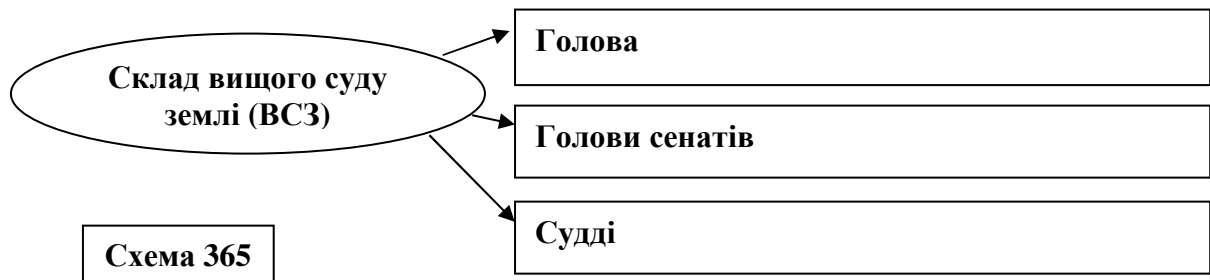 Склад вищого суду
землі (ВСЗ)
Голова
Голови сенатів
Судді
Схема 365